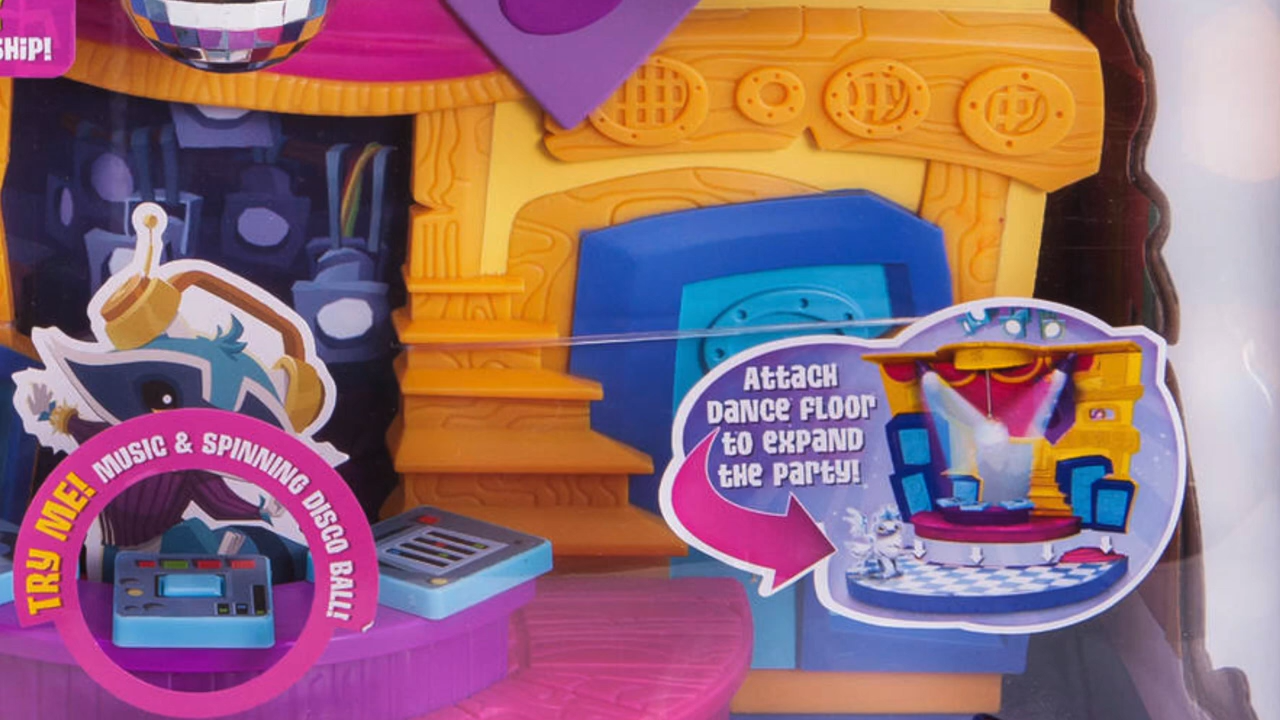 SHIP!
TRY ME! MUSIC & SPINNING DISCO BALL!
Attach
Dance Floor
to expand
the party!